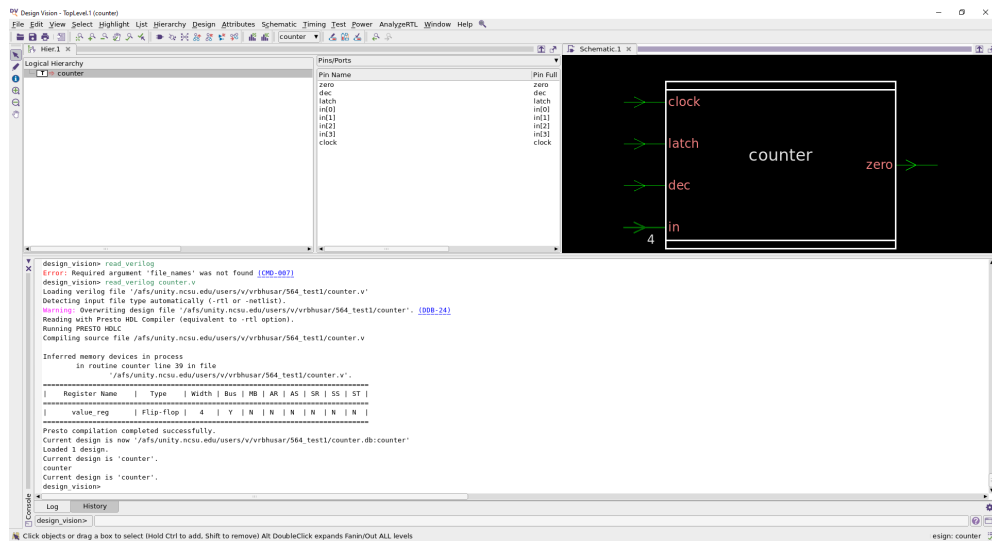 Design Vision - TopLevel.1 (counter)
File Edit View Select Highlight List Hierarchy Design Attributes Schematic Timing Test Power AnalyzeRTL Window Help
counter
Hier.1
Schematic.1
Logical Hierarchy
counter
Pins/Ports
Pin Name Pin Full
zero zero
dec dec
latch latch
in[0] in[0]
in[1] in[1]
in[2] in[2]
in[3] in[3]
clock clock
clock
latch
counter
zero
dec
in
4
design_vision> read_verilog
Error: Required argument 'file_names' was not found (CMD-007)
design_vision> read_verilog counter.v
Loading verilog file '/afs/unity.ncsu.edu/users/v/vrbhusar/564_test1/counter.v'
Detecting input file type automatically (-rtl or -netlist).
Warning: Overwriting design file '/afs/unity.ncsu.edu/users/v/vrbhusar/564_test1/counter'. (DDB-24)
Reading with Presto HDL Compiler (equivalent to -rtl option).
Running PRESTO HDLC
Compiling source file /afs/unity.ncsu.edu/users/v/vrbhusar/564_test1/counter.v
Inferred memory devices in process
in routine counter line 39 in file
'/afs/unity.ncsu.edu/users/v/vrbhusar/564_test1/counter.v'.
===============================================================================
| Register Name | Type | Width | Bus | MB | AR | AS | SR | SS | ST |
===============================================================================
| value_reg | Flip-flop | 4 | Y | N | N | N | N | N | N |
===============================================================================
Presto compilation completed successfully.
Current design is now '/afs/unity.ncsu.edu/users/v/vrbhusar/564_test1/counter.db:counter'
Loaded 1 design.
Current design is 'counter'.
counter
Current design is 'counter'.
design_vision>
Console
Log History
design_vision>
Click objects or drag a box to select (Hold Ctrl to add, Shift to remove) Alt DoubleClick expands Fanin/Out ALL levels
esign: counter